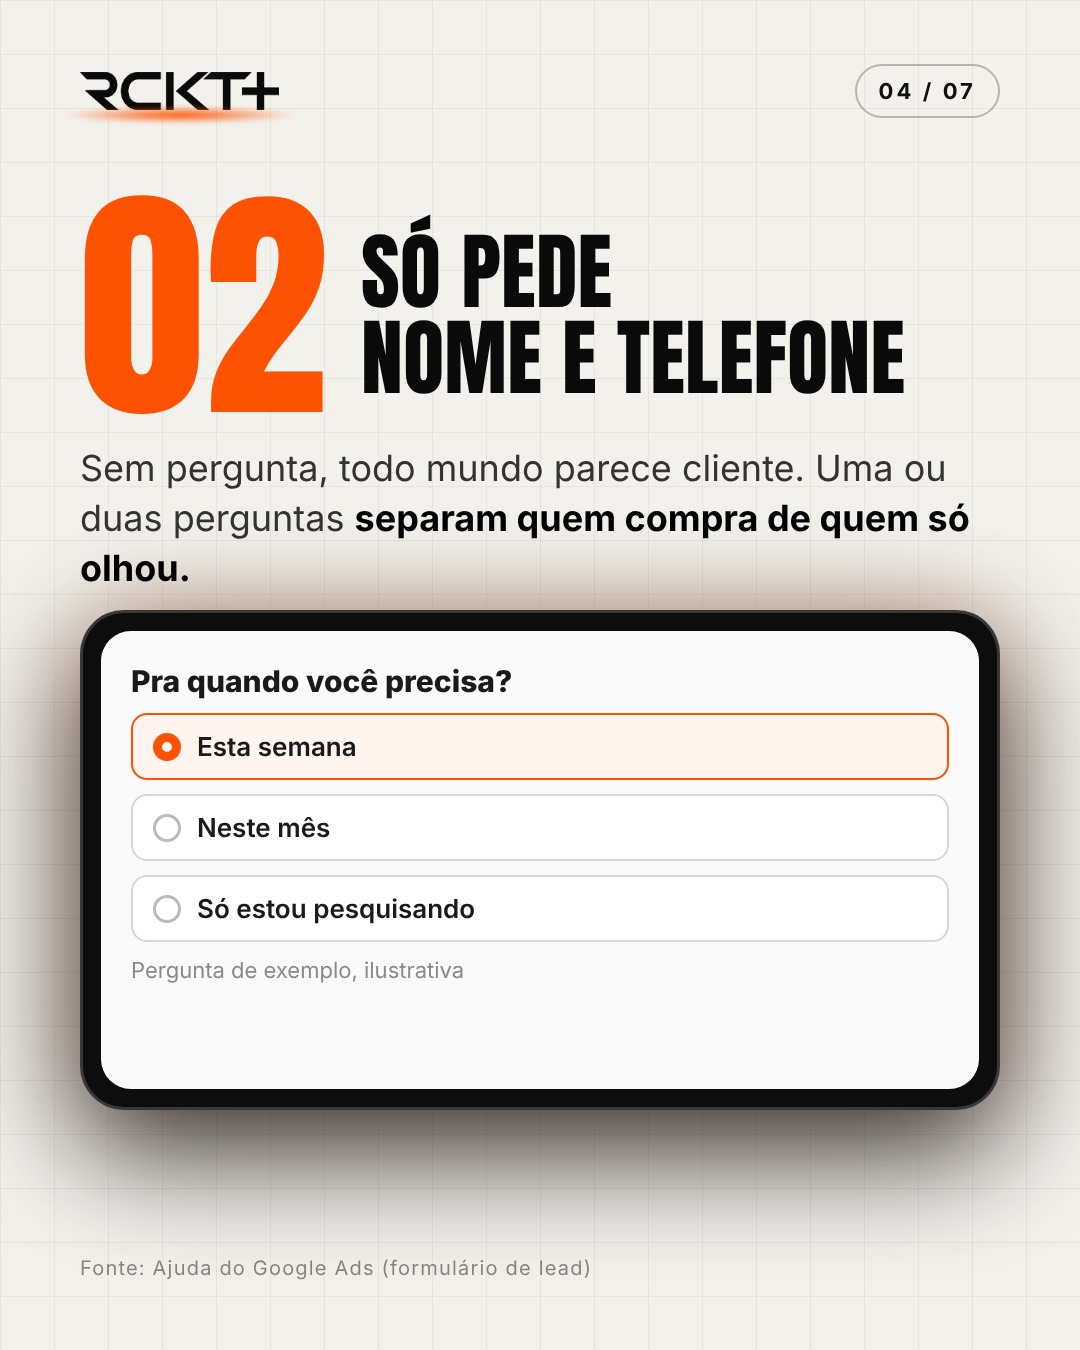 RCKT+
04 / 07
02
SÓ PEDE
NOME E TELEFONE
Sem pergunta, todo mundo parece cliente. Uma ou
duas perguntas separam quem compra de quem só
olhou.
Pra quando você precisa?
Esta semana
Neste mês
Só estou pesquisando
Pergunta de exemplo, ilustrativa
Fonte: Ajuda do Google Ads (formulário de lead)